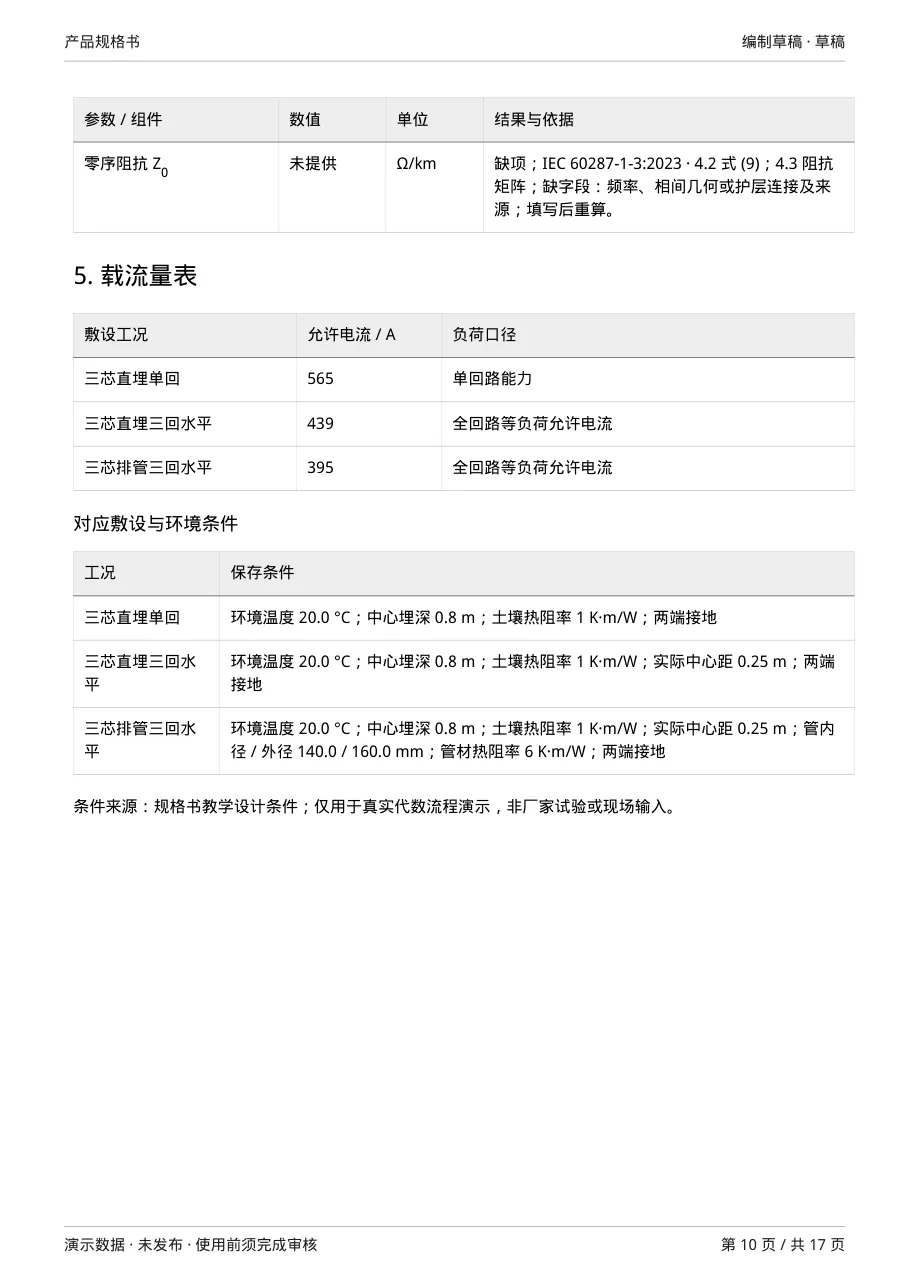 产品规格书 编制草稿 · 草稿
参数 / 组件 数值 单位 结果与依据
零序阻抗 Z0 未提供 Ω/km 缺项；IEC 60287-1-3:2023 · 4.2 式 (9)；4.3 阻抗
矩阵；缺字段：频率、相间几何或护层连接及来
源；填写后重算。
5. 载流量表
敷设工况 允许电流 / A 负荷口径
三芯直埋单回 565 单回路能力
三芯直埋三回水平 439 全回路等负荷允许电流
三芯排管三回水平 395 全回路等负荷允许电流
对应敷设与环境条件
工况 保存条件
三芯直埋单回 环境温度 20.0 °C；中心埋深 0.8 m；土壤热阻率 1 K·m/W；两端接地
三芯直埋三回水 环境温度 20.0 °C；中心埋深 0.8 m；土壤热阻率 1 K·m/W；实际中心距 0.25 m；两端
平 接地
三芯排管三回水 环境温度 20.0 °C；中心埋深 0.8 m；土壤热阻率 1 K·m/W；实际中心距 0.25 m；管内
平 径 / 外径 140.0 / 160.0 mm；管材热阻率 6 K·m/W；两端接地
条件来源：规格书教学设计条件；仅用于真实代数流程演示，非厂家试验或现场输入。
演示数据 · 未发布 · 使用前须完成审核 第 10 页 / 共 17 页